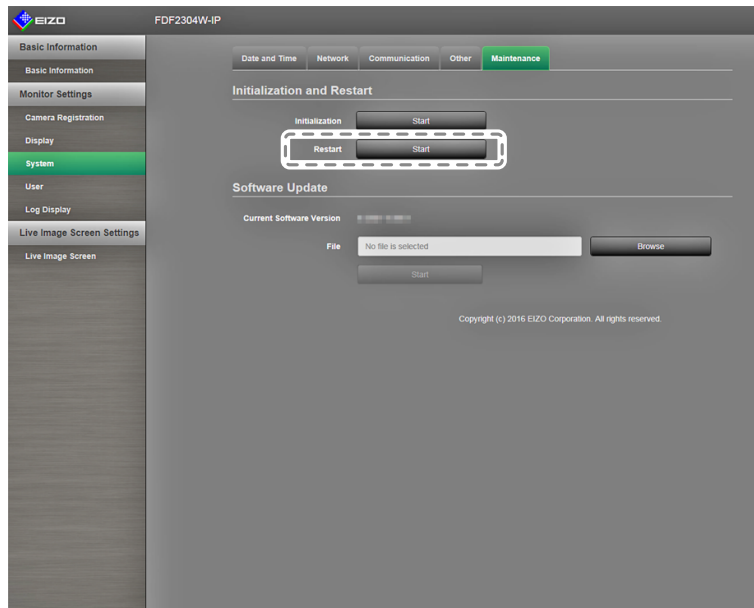 EIZO FDF2304W-IP
Basic Information
Basic Information
Monitor Settings
Camera Registration
Display
System
User
Log Display
Live Image Screen Settings
Live Image Screen
Date and Time Network Communication Other Maintenance
Initialization and Restart
Initialization Start
Restart Start
Software Update
Current Software Version
File No file is selected Browse
Start
Copyright (c) 2016 EIZO Corporation. All rights reserved.